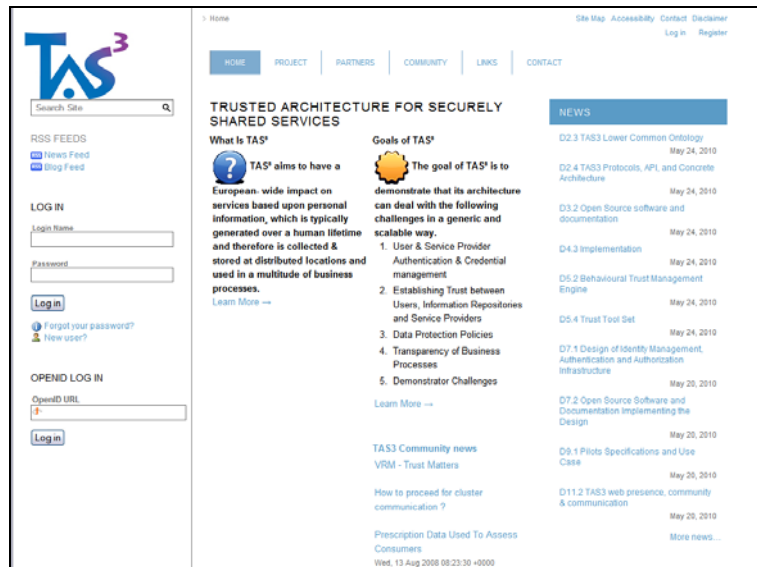 TAS³
Search Site
RSS FEEDS
News Feed
Blog Feed
LOG IN
Login Name
Password
Log in
Forgot your password?
New user?
OPENID LOG IN
OpenID URL
Log in
> Home
Site Map Accessibility Contact Disclaimer
Log in Register
HOME PROJECT PARTNERS COMMUNITY LINKS CONTACT
TRUSTED ARCHITECTURE FOR SECURELY
SHARED SERVICES
What Is TAS³
? TAS³ aims to have a
European- wide impact on
services based upon personal
information, which is typically
generated over a human lifetime
and therefore is collected &
stored at distributed locations and
used in a multitude of business
processes.
Learn More →
Goals of TAS³
The goal of TAS³ is to
demonstrate that its architecture
can deal with the following
challenges in a generic and
scalable way.
1. User & Service Provider
Authentication & Credential
management
2. Establishing Trust between
Users, Information Repositories
and Service Providers
3. Data Protection Policies
4. Transparency of Business
Processes
5. Demonstrator Challenges
Learn More →
TAS3 Community news
VRM - Trust Matters
How to proceed for cluster
communication ?
Prescription Data Used To Assess
Consumers
Wed, 13 Aug 2008 08:23:30 +0000
NEWS
D2.3 TAS3 Lower Common Ontology
May 24, 2010
D2.4 TAS3 Protocols, API, and Concrete
Architecture
May 24, 2010
D3.2 Open Source software and
documentation
May 24, 2010
D4.3 Implementation
May 24, 2010
D5.2 Behavioural Trust Management
Engine
May 24, 2010
D5.4 Trust Tool Set
May 24, 2010
D7.1 Design of Identity Management,
Authentication and Authorization
Infrastructure
May 20, 2010
D7.2 Open Source Software and
Documentation Implementing the
Design
May 20, 2010
D9.1 Pilots Specifications and Use
Case
May 20, 2010
D11.2 TAS3 web presence, community
& communication
May 20, 2010
More news...